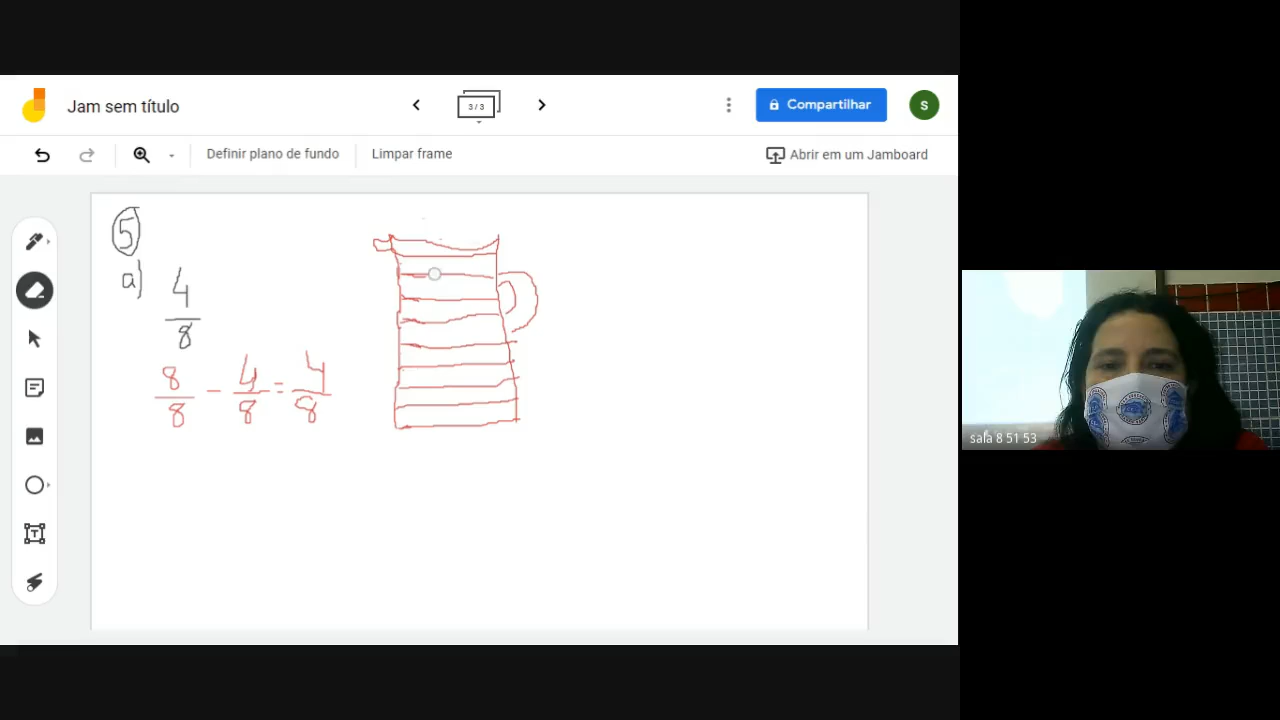 Jam sem título
3 / 3
Compartilhar
S
Definir plano de fundo
Limpar frame
Abrir em um Jamboard
5
a) 4/8
8/8 - 4/8 = 4/8
sala 8 51 53